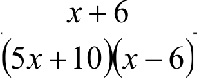 x + 6
(5x + 10)(x − 6)